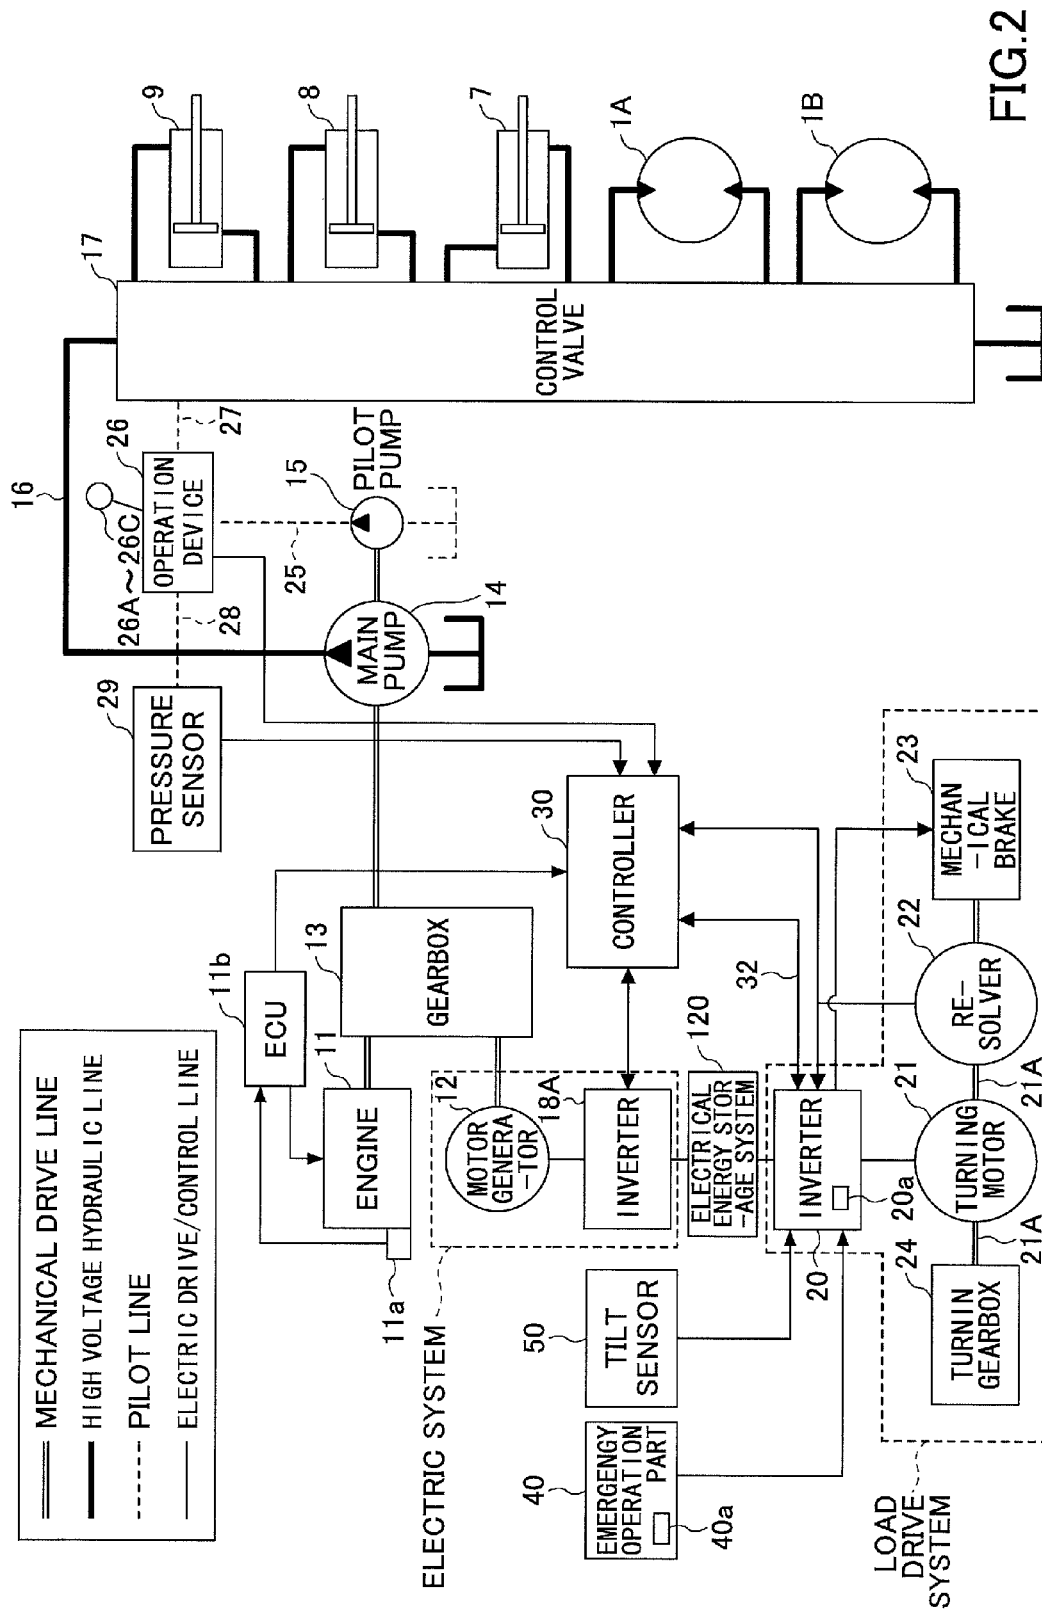 MECHANICAL DRIVE LINE
HIGH VOLTAGE HYDRAULIC LINE
PILOT LINE
ELECTRIC DRIVE/CONTROL LINE
11b
ECU
11
ENGINE
11a
13
GEARBOX
29
PRESSURE
SENSOR
28
16
26A～26C
26
OPERATION
DEVICE
27
25
15
PILOT
PUMP
MAIN
PUMP
14
17
CONTROL
VALVE
9
8
7
1A
1B
FIG.2
ELECTRIC SYSTEM
12
MOTOR
GENERA
-TOR
18A
INVERTER
30
CONTROLLER
32
120
ELECTRICAL
ENERGY STOR
-AGE SYSTEM
50
TILT
SENSOR
40
EMERGENGY
OPERATION
PART
40a
INVERTER
20a
20
LOAD
DRIVE
SYSTEM
24
TURNIN
GEARBOX
21A
21
TURNING
MOTOR
21A
22
RE-
SOLVER
23
MECHAN
-ICAL
BRAKE